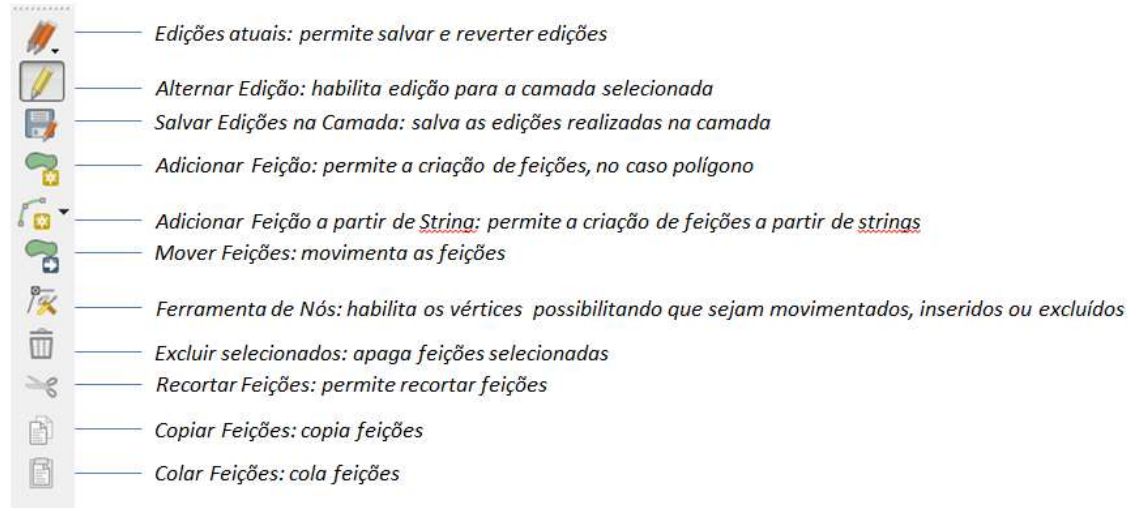 Edições atuais: permite salvar e reverter edições
Alternar Edição: habilita edição para a camada selecionada
Salvar Edições na Camada: salva as edições realizadas na camada
Adicionar Feição: permite a criação de feições, no caso polígono
Adicionar Feição a partir de String: permite a criação de feições a partir de strings
Mover Feições: movimenta as feições
Ferramenta de Nós: habilita os vértices possibilitando que sejam movimentados, inseridos ou excluídos
Excluir selecionados: apaga feições selecionadas
Recortar Feições: permite recortar feições
Copiar Feições: copia feições
Colar Feições: cola feições